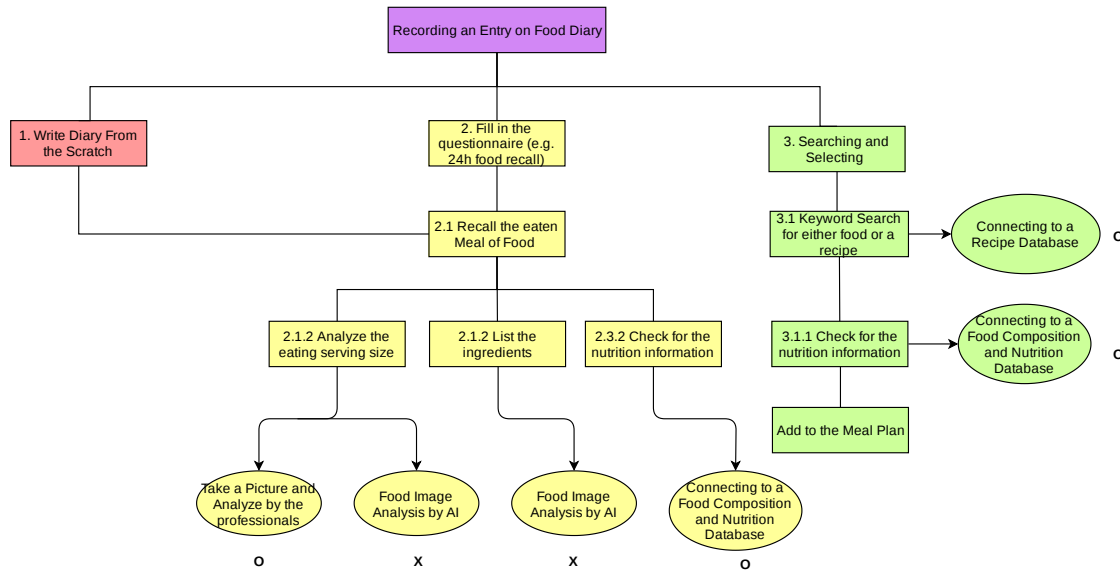 Recording an Entry on Food Diary
1. Write Diary From
the Scratch
2. Fill in the
questionnaire (e.g.
24h food recall)
3. Searching and
Selecting
2.1 Recall the eaten
Meal of Food
3.1 Keyword Search
for either food or a
recipe
Connecting to a
Recipe Database
O
2.1.2 Analyze the
eating serving size
2.1.2 List the
ingredients
2.3.2 Check for the
nutrition information
3.1.1 Check for the
nutrition information
Connecting to a
Food Composition
and Nutrition
Database
O
Add to the Meal Plan
Take a Picture and
Analyze by the
professionals
Food Image
Analysis by AI
Food Image
Analysis by AI
Connecting to a
Food Composition
and Nutrition
Database
O
X
X
O